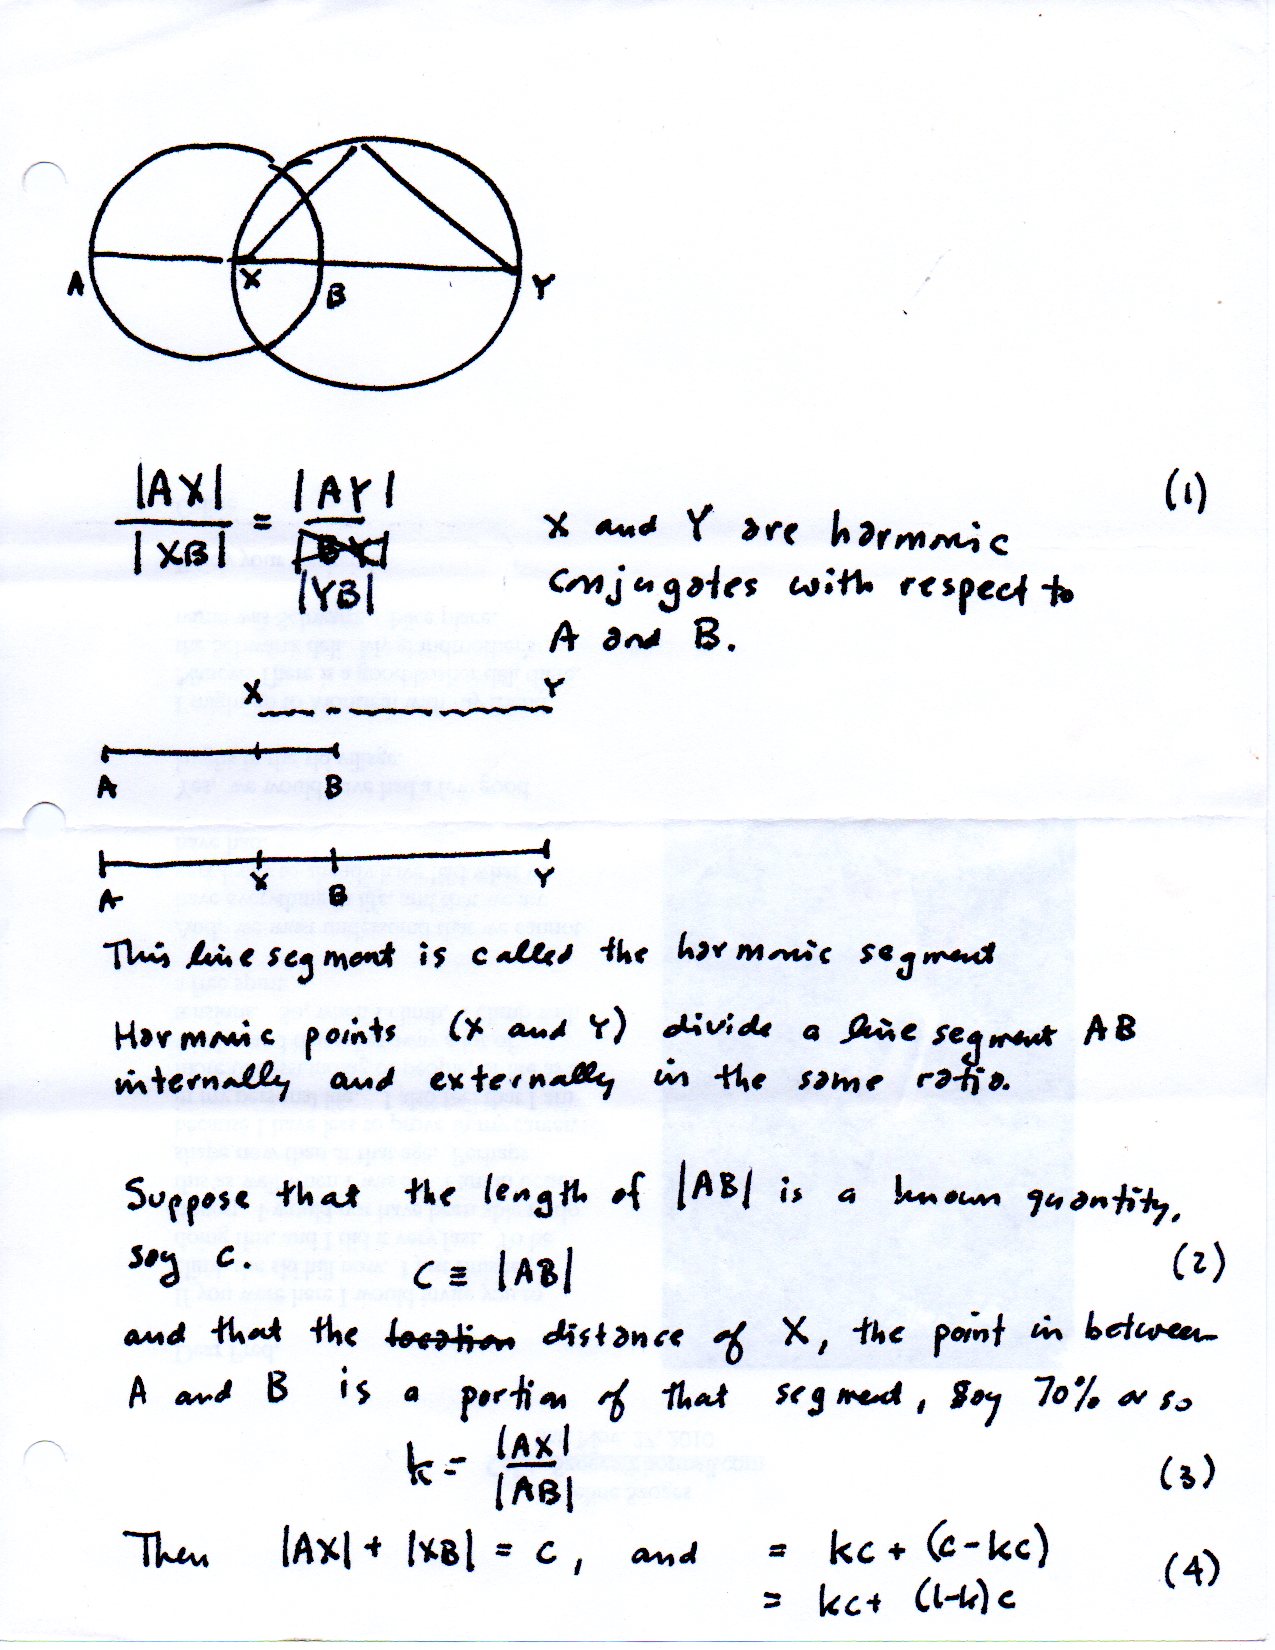 A X B Y
|AX| / |XB| = |AY| / |YB| (1)
X and Y are harmonic
conjugates with respect to
A and B.
X Y
A B
A X B Y
This line segment is called the harmonic segment
Harmonic points (X and Y) divide a line segment AB
internally and externally in the same ratio.
Suppose that the length of |AB| is a known quantity,
say c.
C ≡ |AB| (2)
and that the location distance of X, the point in between
A and B is a portion of that segment, say 70% or so
k = |AX| / |AB| (3)
Then |AX| + |XB| = c, and = kc + (c-kc) (4)
= kc + (1-k)c